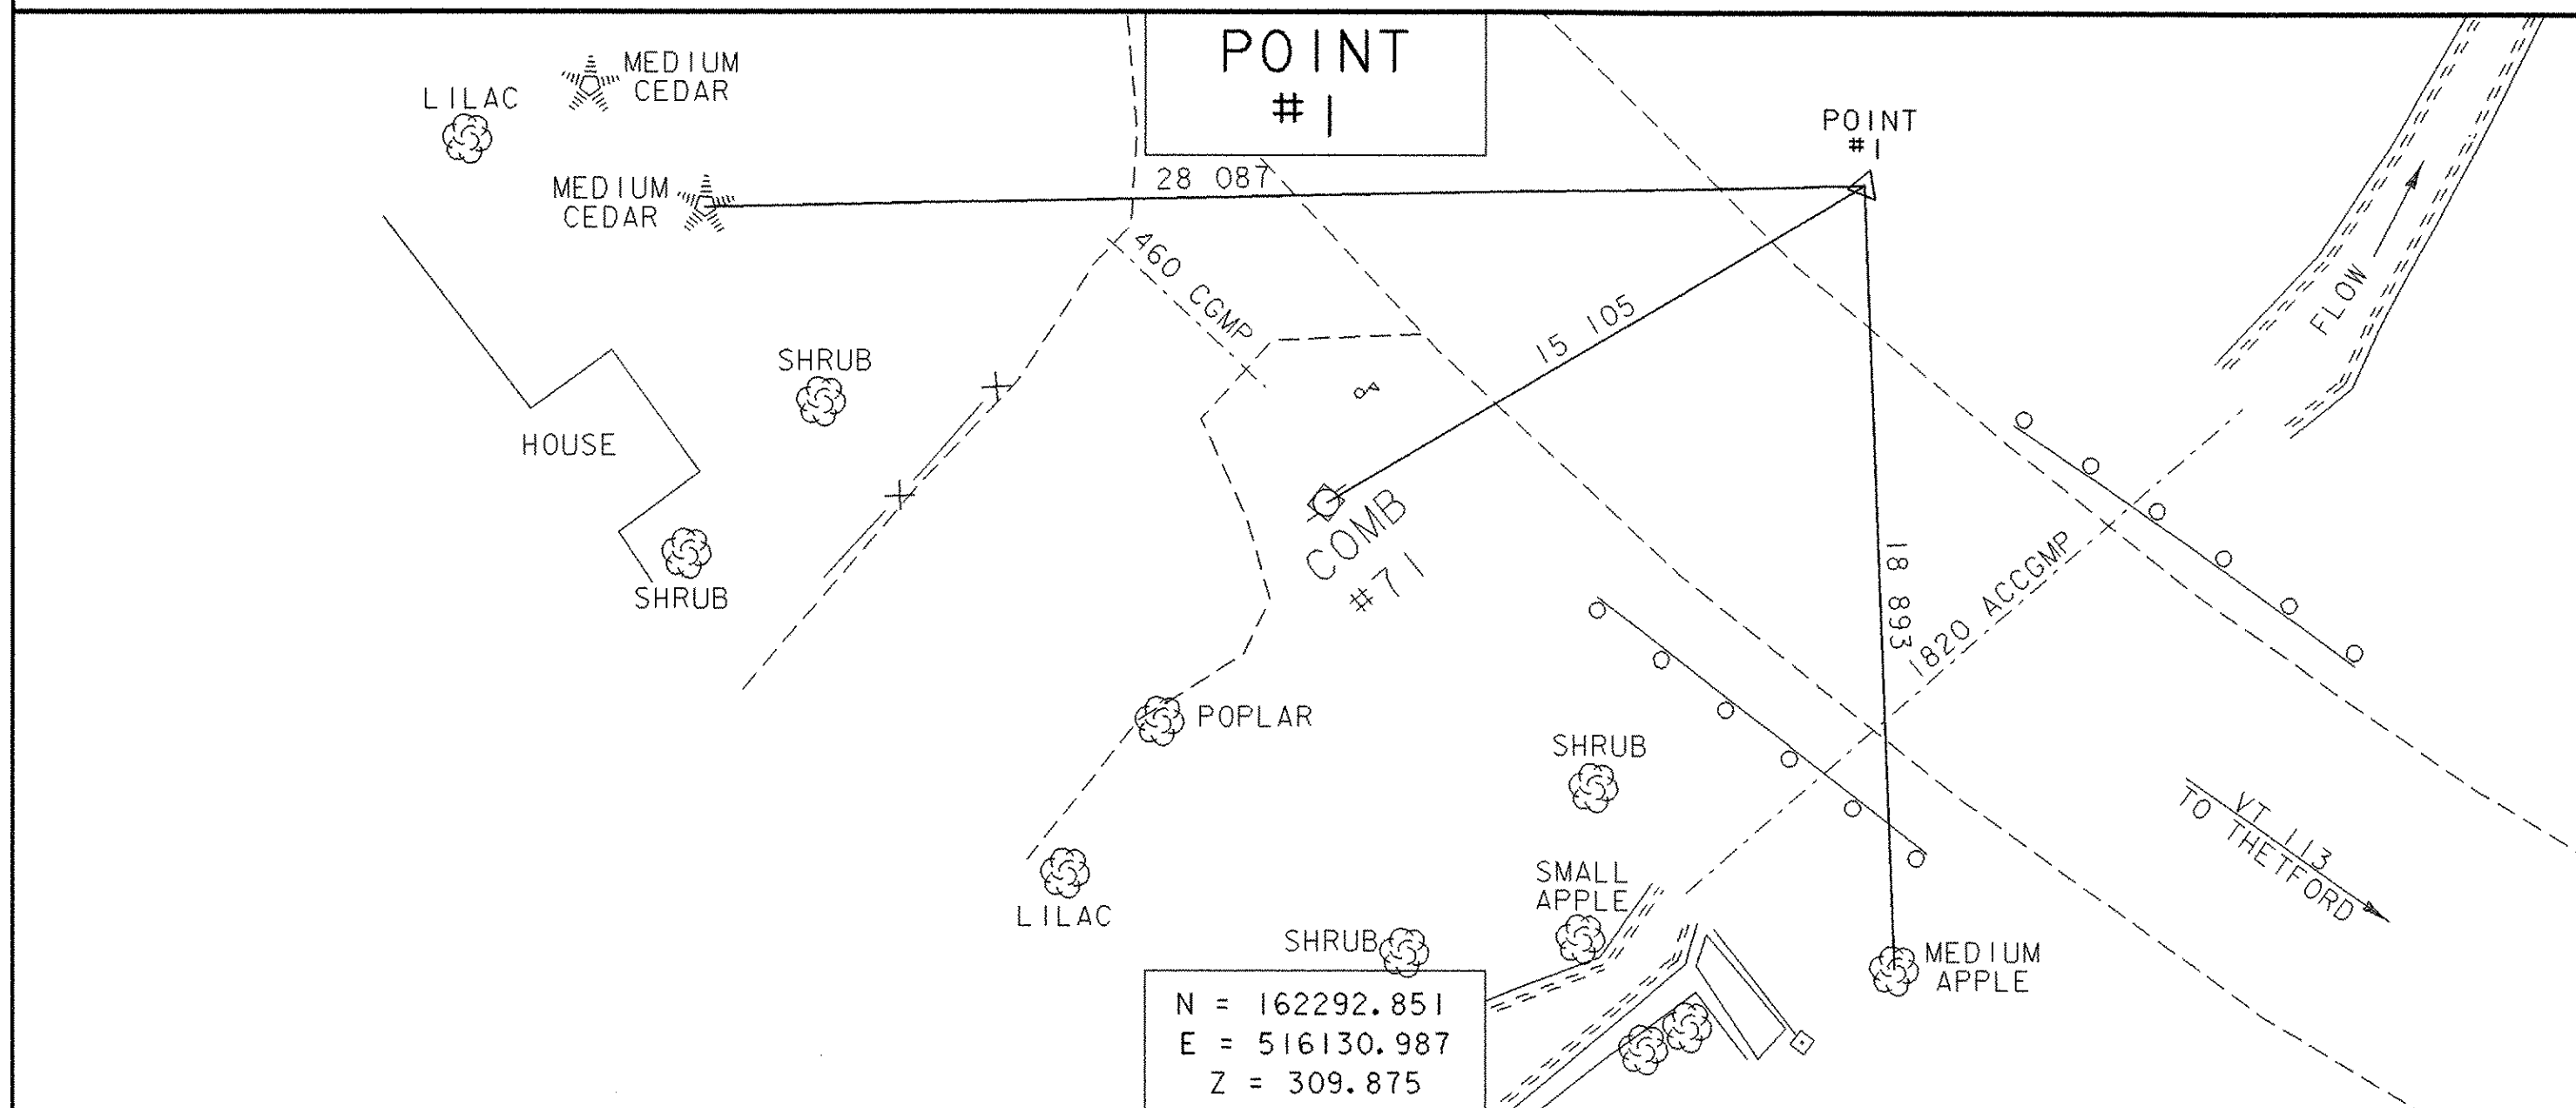 POINT
#1
MEDIUM
CEDAR
LILAC
POINT
#1
28 087
MEDIUM
CEDAR
460 CGMP
FLOW
15 105
SHRUB
HOUSE
COMB
#71
18 893
1820 ACCGMP
SHRUB
POPLAR
SHRUB
VT 113
TO THETFORD
SMALL
APPLE
LILAC
SHRUB
MEDIUM
APPLE
N = 162292.851
E = 516130.987
Z = 309.875